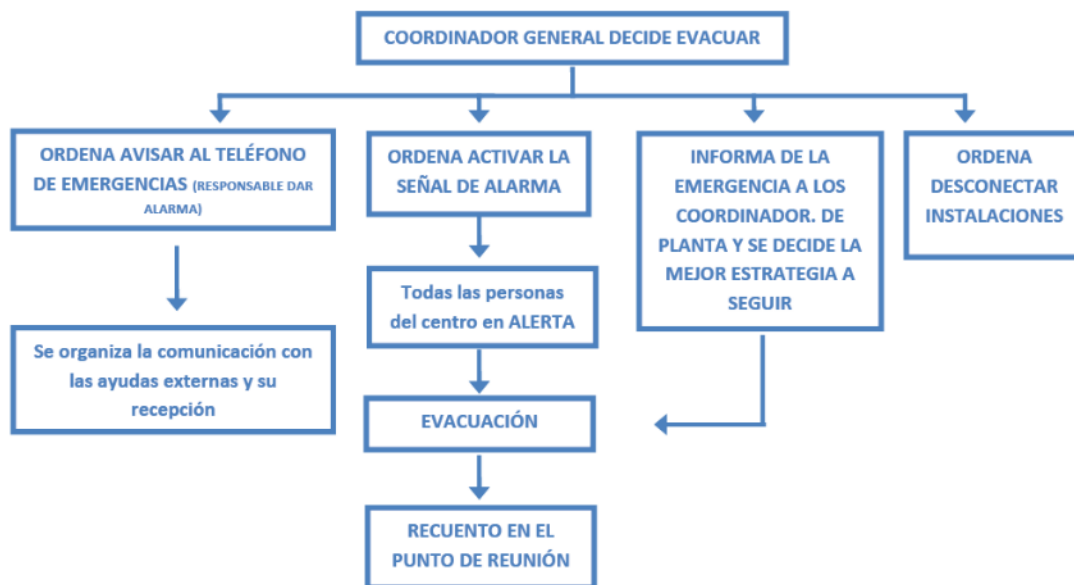 COORDINADOR GENERAL DECIDE EVACUAR
ORDENA AVISAR AL TELÉFONO
DE EMERGENCIAS (RESPONSABLE DAR
ALARMA)
Se organiza la comunicación con
las ayudas externas y su
recepción
ORDENA ACTIVAR LA
SEÑAL DE ALARMA
Todas las personas
del centro en ALERTA
EVACUACIÓN
RECUENTO EN EL
PUNTO DE REUNIÓN
INFORMA DE LA
EMERGENCIA A LOS
COORDINADOR. DE
PLANTA Y SE DECIDE LA
MEJOR ESTRATEGIA A
SEGUIR
ORDENA
DESCONECTAR
INSTALACIONES